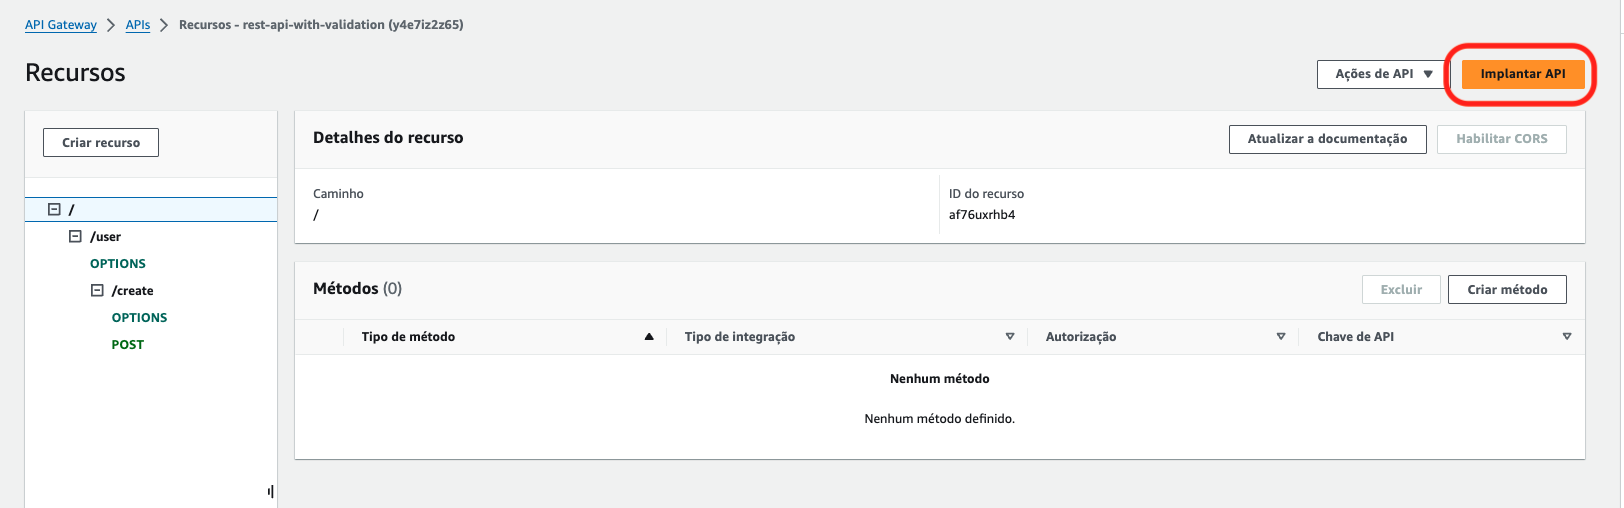 API Gateway > APIs > Recursos - rest-api-with-validation (y4e7iz2z65)
Recursos
Ações de API ▼
Implantar API
Criar recurso
/
/user
OPTIONS
/create
OPTIONS
POST
Detalhes do recurso
Atualizar a documentação
Habilitar CORS
Caminho
/
ID do recurso
af76uxrhb4
Métodos (0)
Excluir
Criar método
Tipo de método
Tipo de integração
Autorização
Chave de API
Nenhum método
Nenhum método definido.